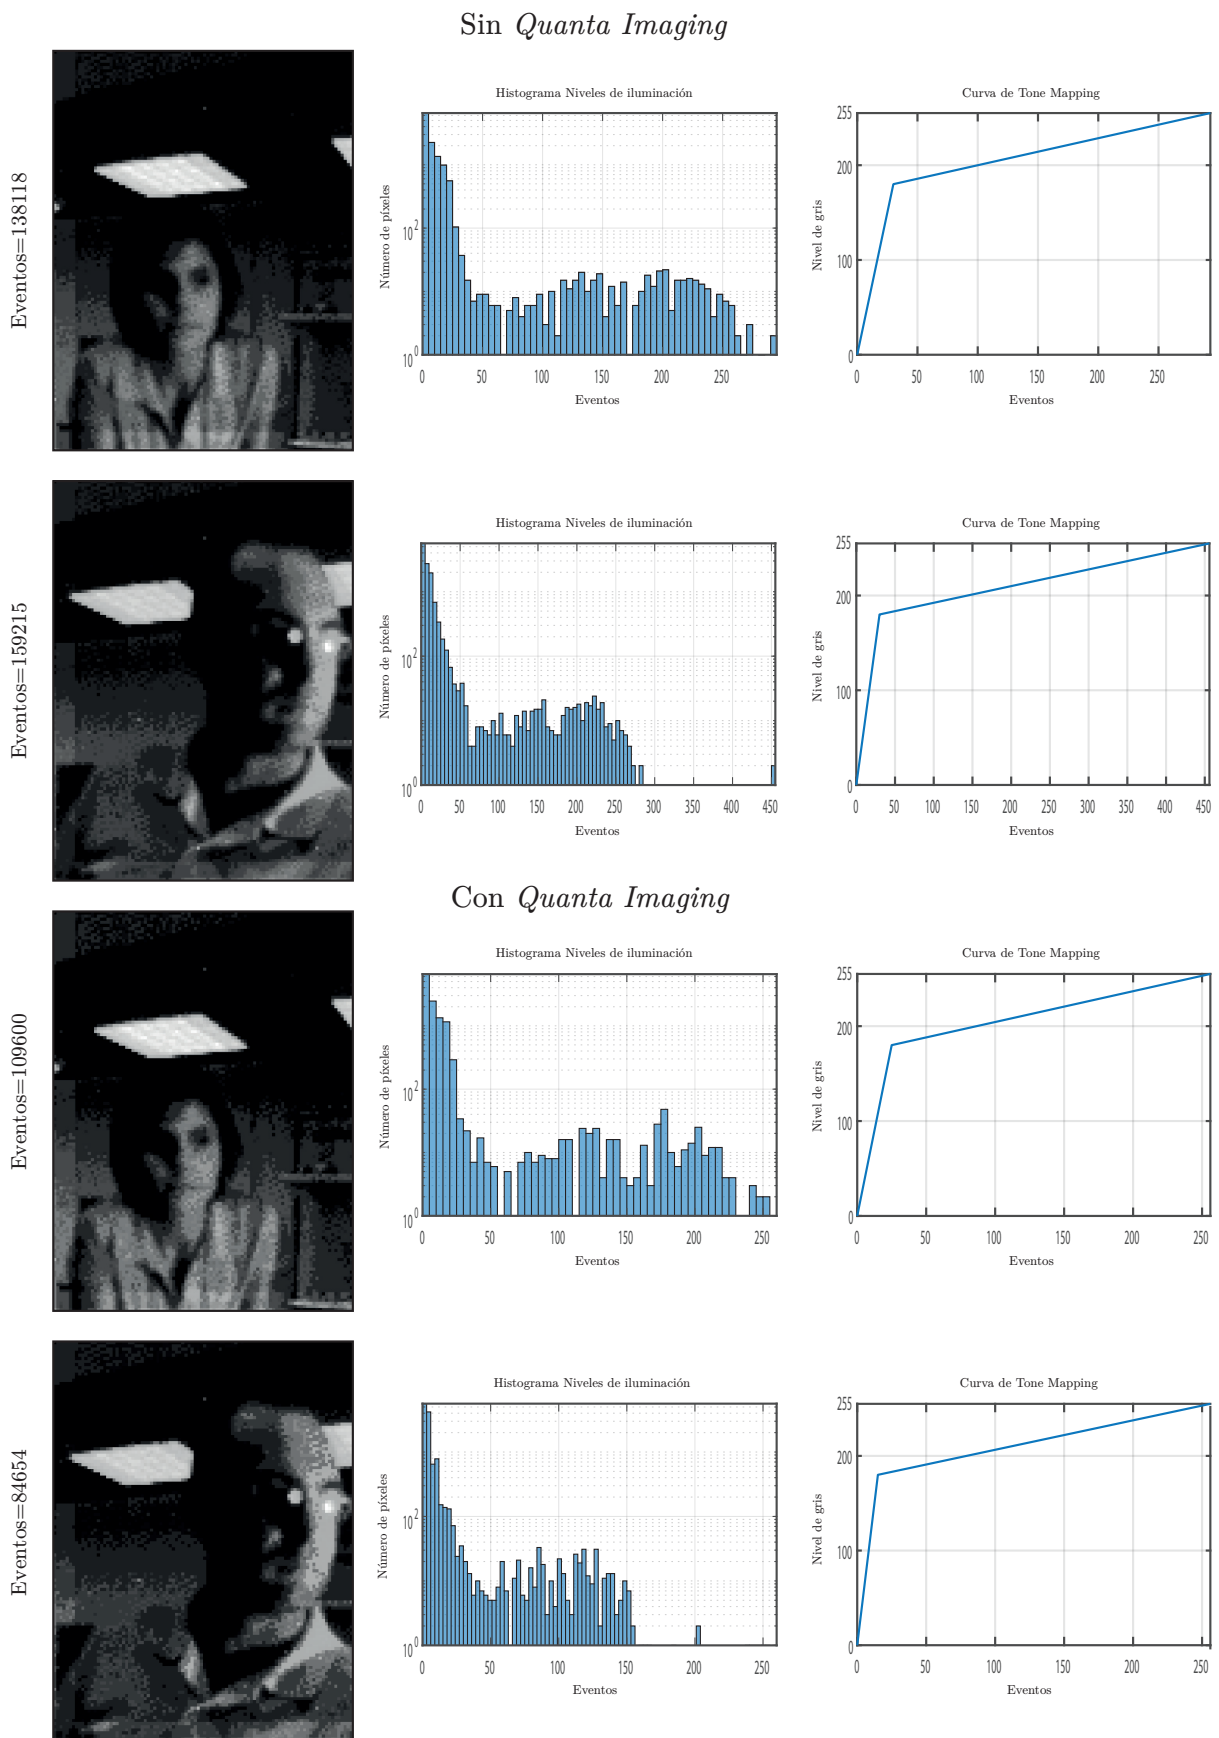 Sin Quanta Imaging
Eventos=138118
Histograma Niveles de iluminación
Número de píxeles
10^2
10^0
0 50 100 150 200 250
Eventos
Curva de Tone Mapping
Nivel de gris
255
200
100
0
0 50 100 150 200 250
Eventos
Eventos=159215
Histograma Niveles de iluminación
Número de píxeles
10^2
10^0
0 50 100 150 200 250 300 350 400 450
Eventos
Curva de Tone Mapping
Nivel de gris
255
200
100
0
0 50 100 150 200 250 300 350 400 450
Eventos
Con Quanta Imaging
Eventos=109600
Histograma Niveles de iluminación
Número de píxeles
10^2
10^0
0 50 100 150 200 250
Eventos
Curva de Tone Mapping
Nivel de gris
255
200
100
0
0 50 100 150 200 250
Eventos
Eventos=84654
Histograma Niveles de iluminación
Número de píxeles
10^2
10^0
0 50 100 150 200 250
Eventos
Curva de Tone Mapping
Nivel de gris
255
200
100
0
0 50 100 150 200 250
Eventos